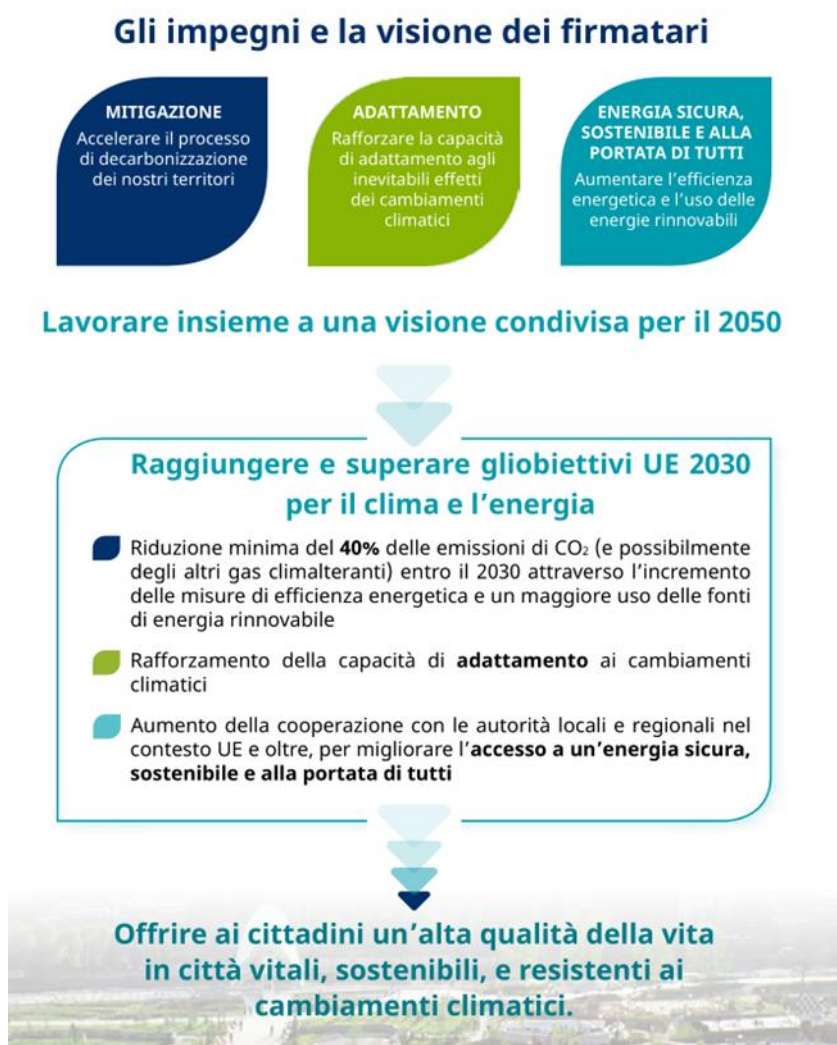 Gli impegni e la visione dei firmatari
MITIGAZIONE
Accelerare il processo
di decarbonizzazione
dei nostri territori
ADATTAMENTO
Rafforzare la capacità
di adattamento agli
inevitabili effetti
dei cambiamenti
climatici
ENERGIA SICURA,
SOSTENIBILE E ALLA
PORTATA DI TUTTI
Aumentare l'efficienza
energetica e l'uso delle
energie rinnovabili
Lavorare insieme a una visione condivisa per il 2050
Raggiungere e superare gliobiettivi UE 2030
per il clima e l'energia
Riduzione minima del 40% delle emissioni di CO₂ (e possibilmente
degli altri gas climalteranti) entro il 2030 attraverso l'incremento
delle misure di efficienza energetica e un maggiore uso delle fonti
di energia rinnovabile
Rafforzamento della capacità di adattamento ai cambiamenti
climatici
Aumento della cooperazione con le autorità locali e regionali nel
contesto UE e oltre, per migliorare l'accesso a un'energia sicura,
sostenibile e alla portata di tutti
Offrire ai cittadini un'alta qualità della vita
in città vitali, sostenibili, e resistenti ai
cambiamenti climatici.